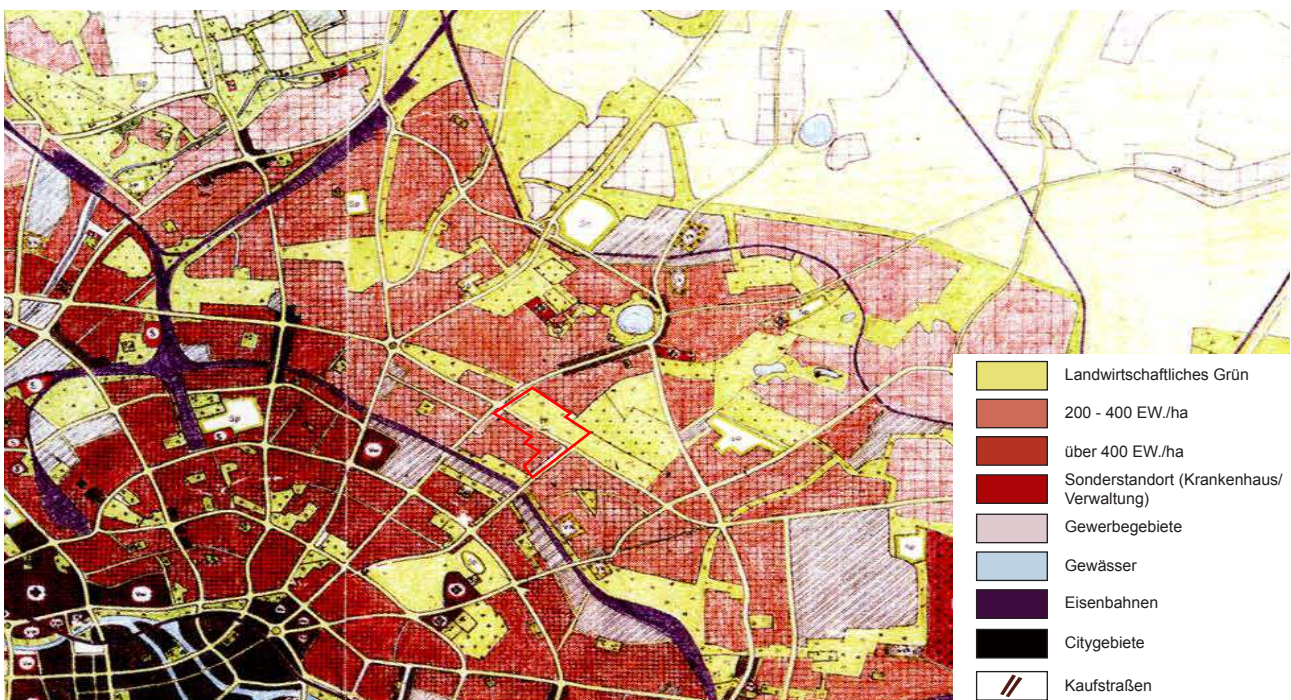 Landwirtschaftliches Grün
200 - 400 EW./ha
über 400 EW./ha
Sonderstandort (Krankenhaus/
Verwaltung)
Gewerbegebiete
Gewässer
Eisenbahnen
Citygebiete
Kaufstraßen